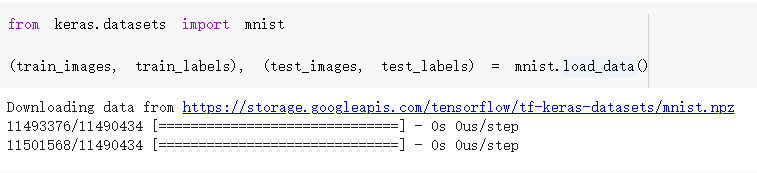 from keras.datasets import mnist
(train_images, train_labels), (test_images, test_labels) = mnist.load_data()
Downloading data from https://storage.googleapis.com/tensorflow/tf-keras-datasets/mnist.npz
11493376/11490434 [==============================] - 0s 0us/step
11501568/11490434 [==============================] - 0s 0us/step